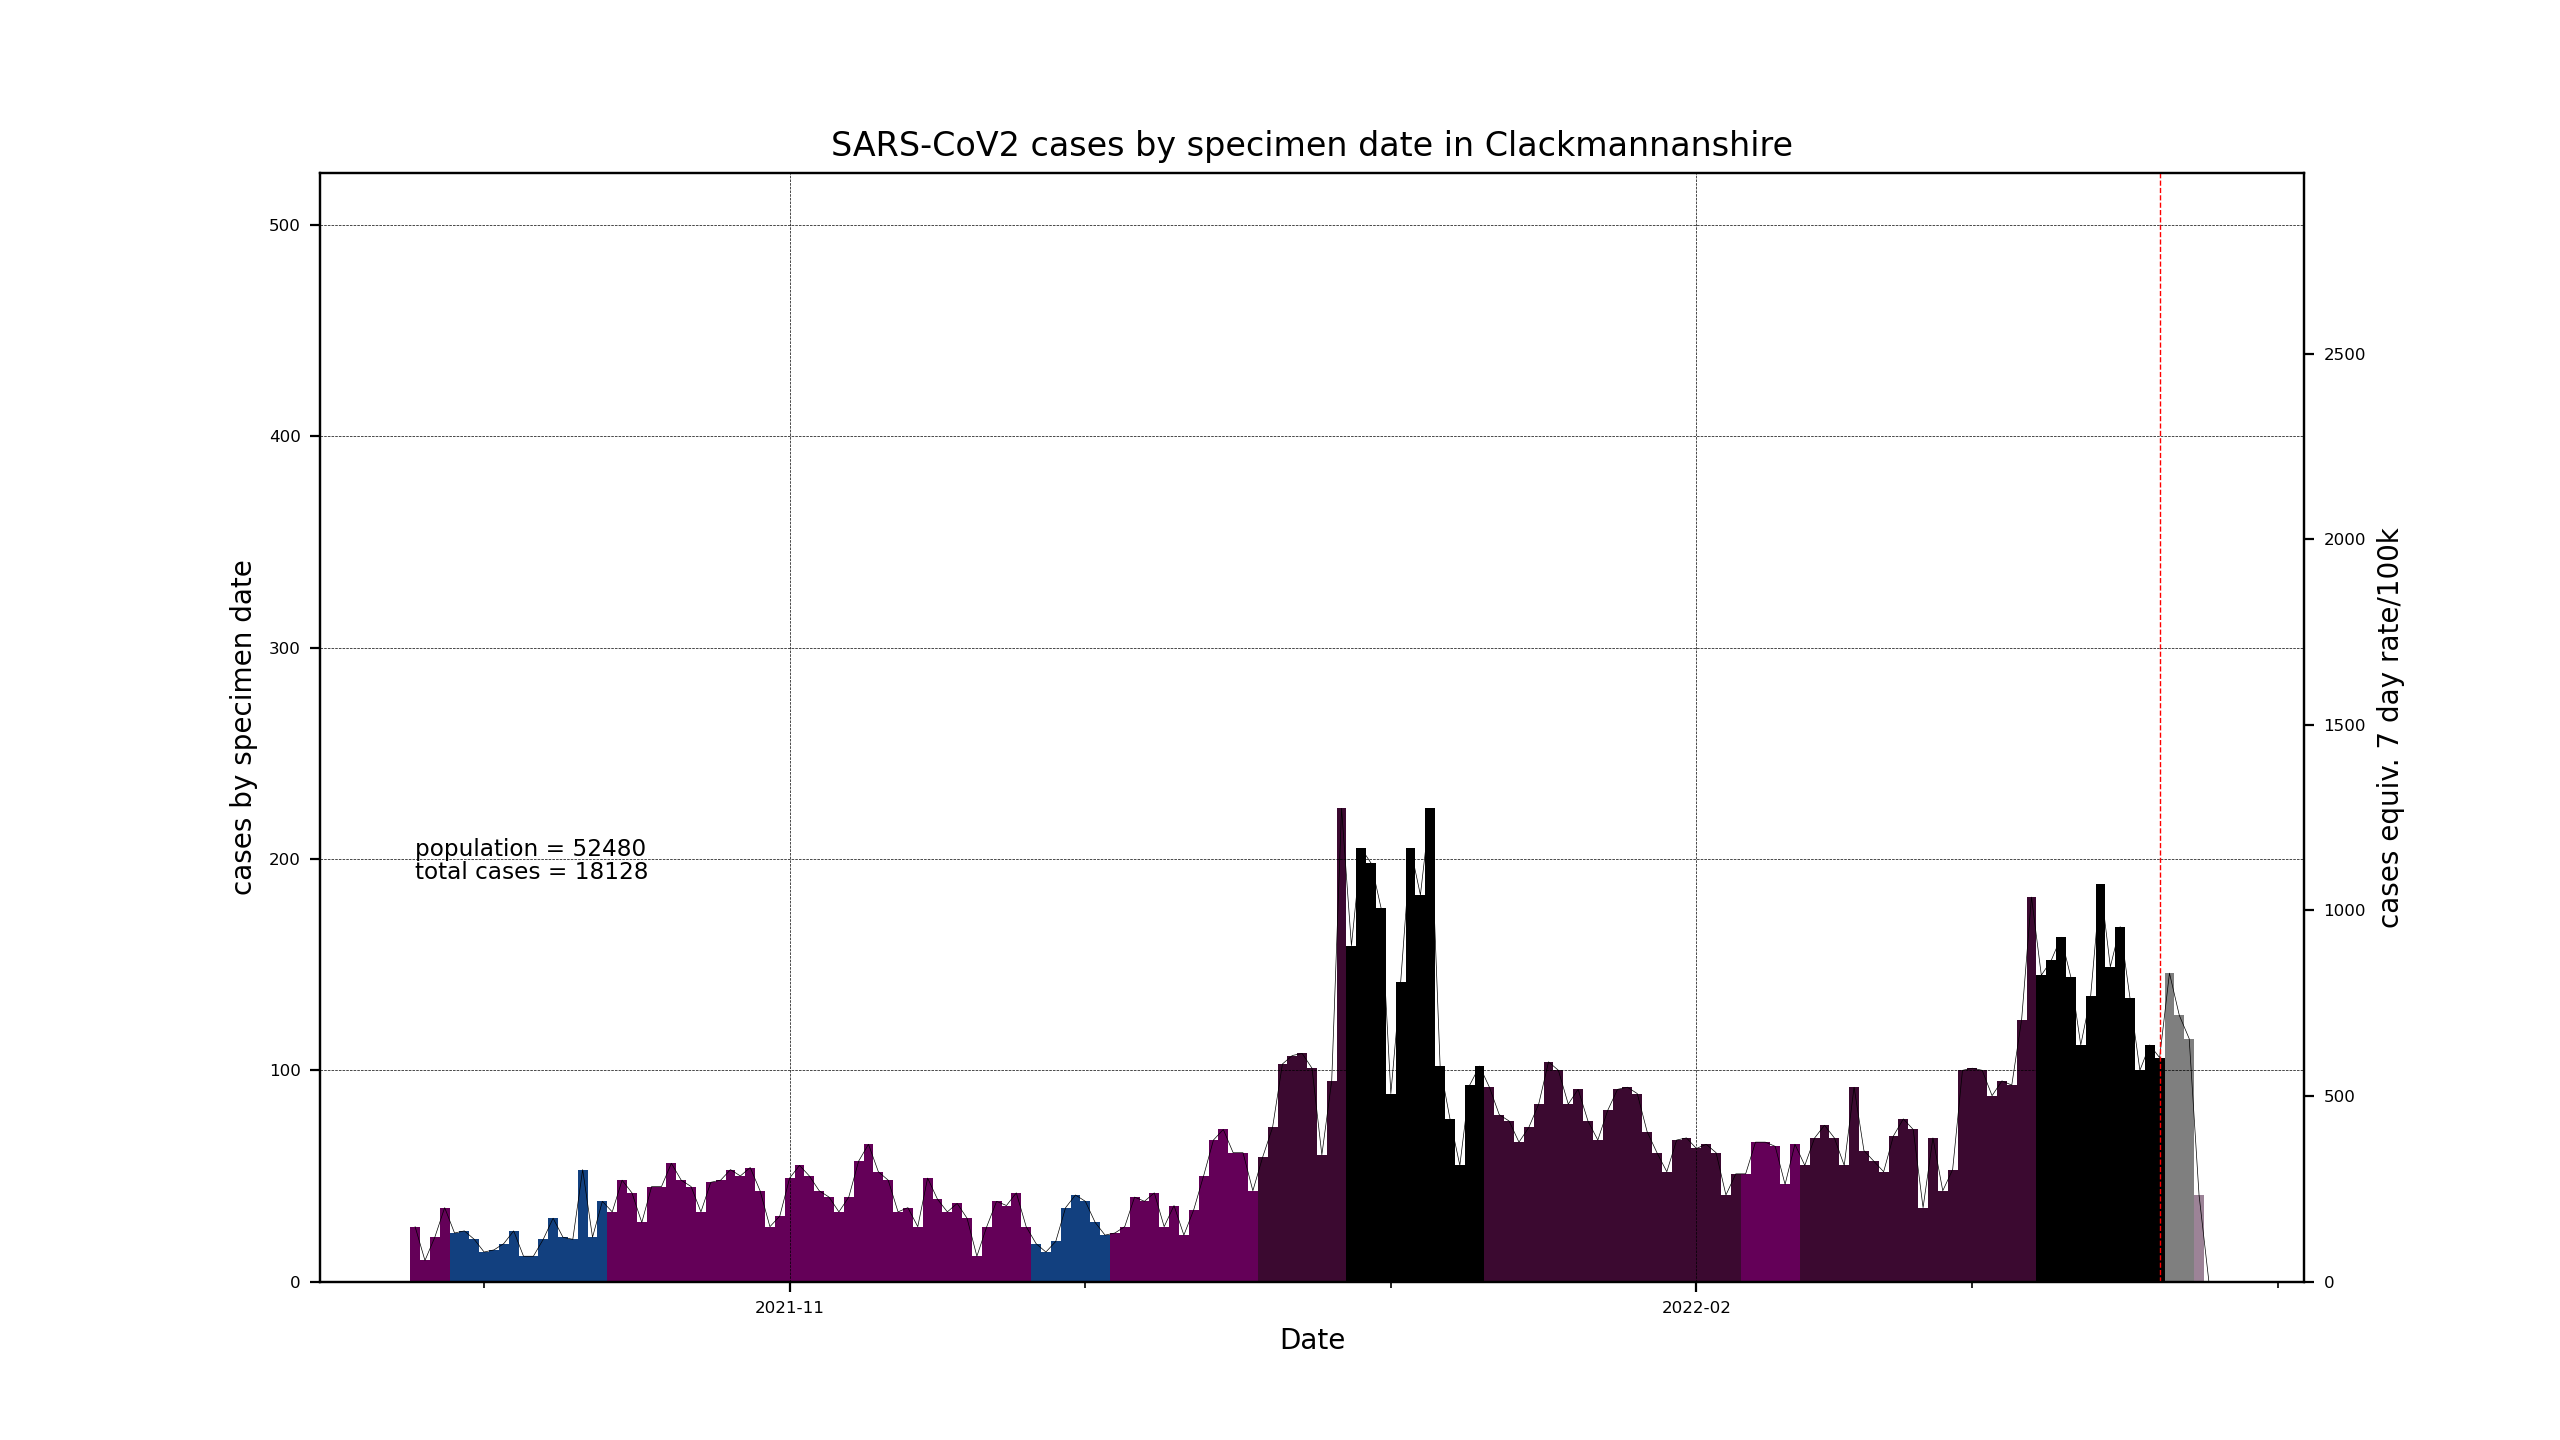 SARS-CoV2 cases by specimen date in Clackmannanshire
cases by specimen date
500
400
300
200
100
0
population = 52480
total cases = 18128
2500
2000
1500
1000
500
0
cases equiv. 7 day rate/100k
2021-11
2022-02
Date